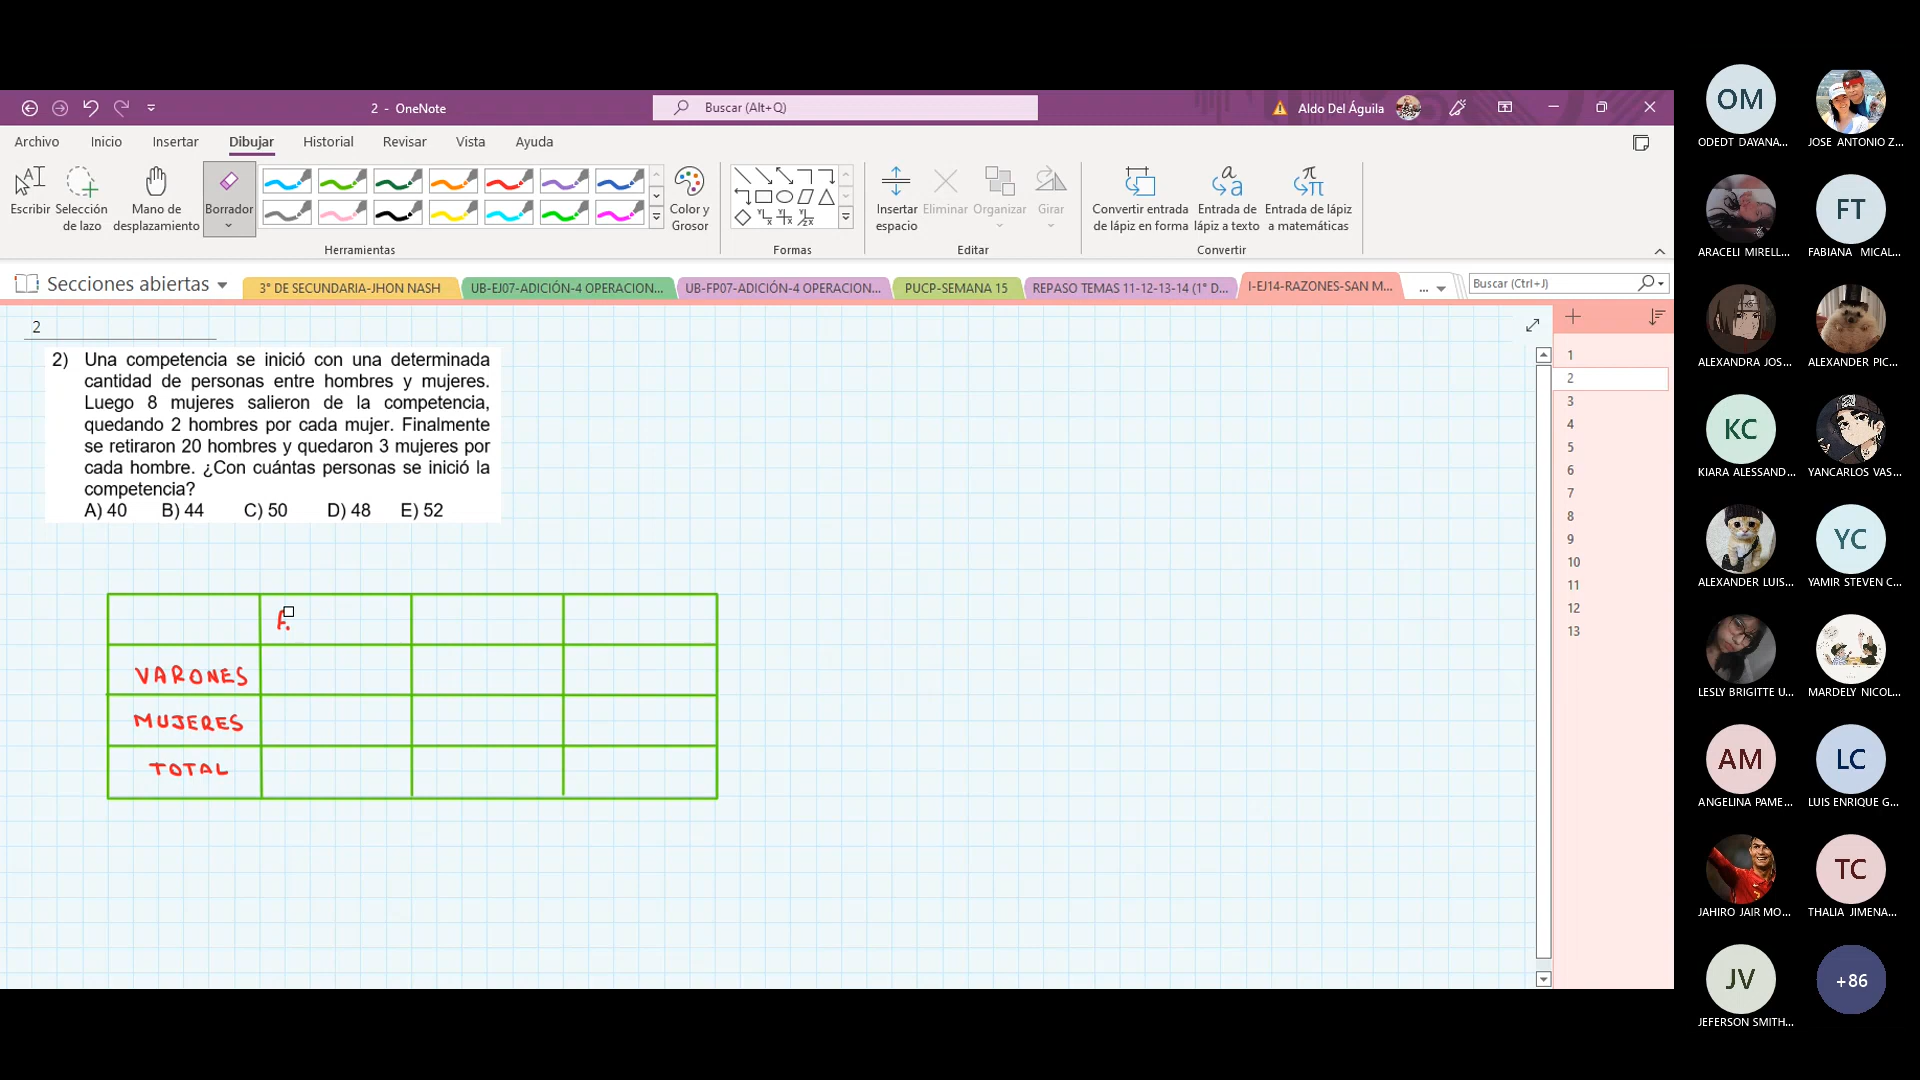 2 - OneNote
Buscar (Alt+Q)
Aldo Del Águila
Archivo Inicio Insertar Dibujar Historial Revisar Vista Ayuda
Escribir
Selección de lazo
Mano de desplazamiento
Borrador
Color y Grosor
Insertar espacio
Eliminar
Organizar
Girar
Convertir entrada de lápiz en forma
Entrada de lápiz a texto
Entrada de lápiz a matemáticas
Herramientas Formas Editar Convertir
Secciones abiertas
3° DE SECUNDARIA-JHON NASH
UB-EJ07-ADICIÓN-4 OPERACION...
UB-FP07-ADICIÓN-4 OPERACION...
PUCP-SEMANA 15
REPASO TEMAS 11-12-13-14 (1° D...
I-EJ14-RAZONES-SAN M...
...
Buscar (Ctrl+J)
2
2) Una competencia se inició con una determinada
cantidad de personas entre hombres y mujeres.
Luego 8 mujeres salieron de la competencia,
quedando 2 hombres por cada mujer. Finalmente
se retiraron 20 hombres y quedaron 3 mujeres por
cada hombre. ¿Con cuántas personas se inició la
competencia?
A) 40 B) 44 C) 50 D) 48 E) 52
VARONES
MUJERES
TOTAL
1
2
3
4
5
6
7
8
9
10
11
12
13
OM
ODEDT DAYANA...
JOSE ANTONIO Z...
ARACELI MIRELL...
FT
FABIANA MICAL...
ALEXANDRA JOS...
ALEXANDER PIC...
KC
KIARA ALESSAND...
YANCARLOS VAS...
ALEXANDER LUIS...
YC
YAMIR STEVEN C...
LESLY BRIGITTE U...
MARDELY NICOL...
AM
ANGELINA PAME...
LC
LUIS ENRIQUE G...
JAHIRO JAIR MO...
TC
THALIA JIMENA...
JV
JEFERSON SMITH...
+86